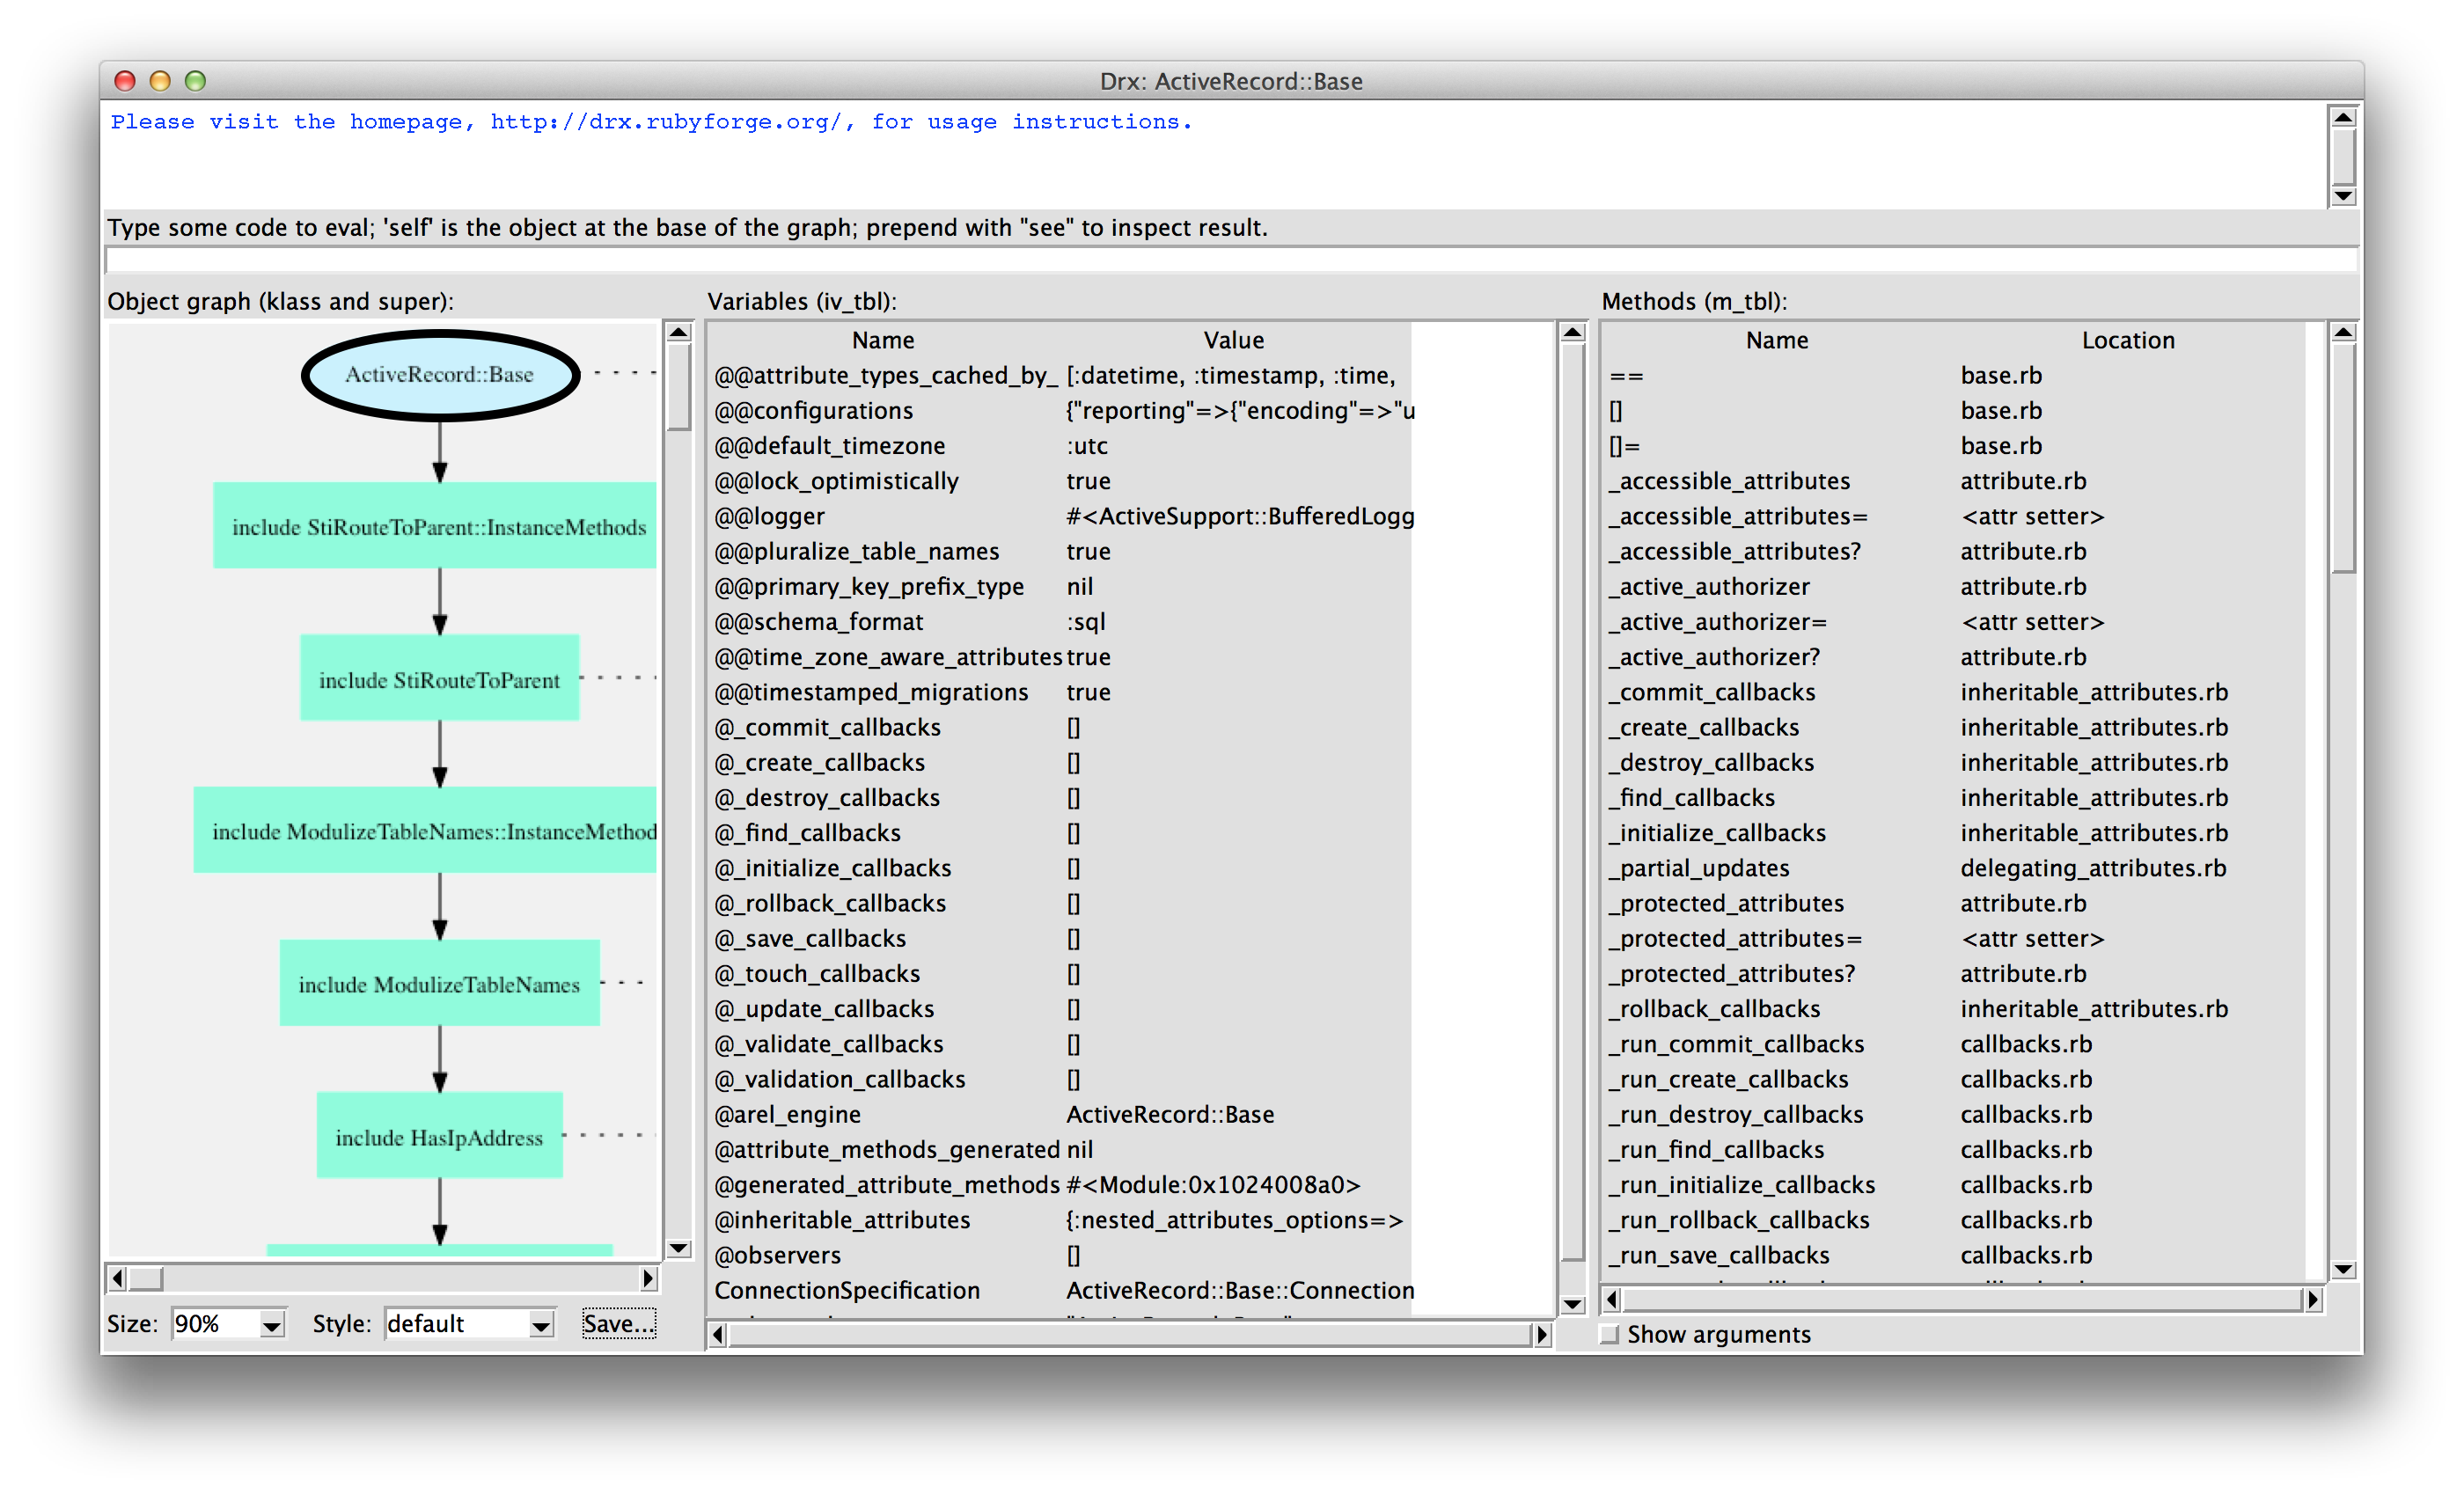 Drx: ActiveRecord::Base
Please visit the homepage, http://drx.rubyforge.org/, for usage instructions.
Type some code to eval; 'self' is the object at the base of the graph; prepend with "see" to inspect result.
Object graph (klass and super):
ActiveRecord::Base
include StiRouteToParent::InstanceMethods
include StiRouteToParent
include ModulizeTableNames::InstanceMethod
include ModulizeTableNames
include HasIpAddress
Size: 90% Style: default Save...
Variables (iv_tbl):
Name Value
@@attribute_types_cached_by_ [:datetime, :timestamp, :time,
@@configurations {"reporting"=>{"encoding"=>"u
@@default_timezone :utc
@@lock_optimistically true
@@logger #<ActiveSupport::BufferedLogg
@@pluralize_table_names true
@@primary_key_prefix_type nil
@@schema_format :sql
@@time_zone_aware_attributes true
@@timestamped_migrations true
@_commit_callbacks []
@_create_callbacks []
@_destroy_callbacks []
@_find_callbacks []
@_initialize_callbacks []
@_rollback_callbacks []
@_save_callbacks []
@_touch_callbacks []
@_update_callbacks []
@_validate_callbacks []
@_validation_callbacks []
@arel_engine ActiveRecord::Base
@attribute_methods_generated nil
@generated_attribute_methods #<Module:0x1024008a0>
@inheritable_attributes {:nested_attributes_options=>
@observers []
ConnectionSpecification ActiveRecord::Base::Connection
Methods (m_tbl):
Name Location
== base.rb
[] base.rb
[]= base.rb
_accessible_attributes attribute.rb
_accessible_attributes= <attr setter>
_accessible_attributes? attribute.rb
_active_authorizer attribute.rb
_active_authorizer= <attr setter>
_active_authorizer? attribute.rb
_commit_callbacks inheritable_attributes.rb
_create_callbacks inheritable_attributes.rb
_destroy_callbacks inheritable_attributes.rb
_find_callbacks inheritable_attributes.rb
_initialize_callbacks inheritable_attributes.rb
_partial_updates delegating_attributes.rb
_protected_attributes attribute.rb
_protected_attributes= <attr setter>
_protected_attributes? attribute.rb
_rollback_callbacks inheritable_attributes.rb
_run_commit_callbacks callbacks.rb
_run_create_callbacks callbacks.rb
_run_destroy_callbacks callbacks.rb
_run_find_callbacks callbacks.rb
_run_initialize_callbacks callbacks.rb
_run_rollback_callbacks callbacks.rb
_run_save_callbacks callbacks.rb
Show arguments